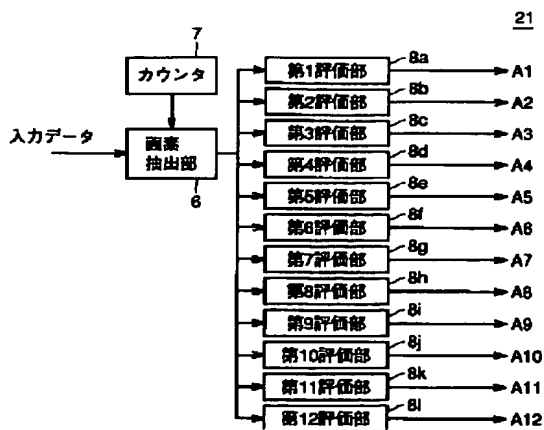 21
7
カウンタ
入力データ
画素
抽出部
6
第1評価部 8a A1
第2評価部 8b A2
第3評価部 8c A3
第4評価部 8d A4
第5評価部 8e A5
第6評価部 8f A6
第7評価部 8g A7
第8評価部 8h A8
第9評価部 8i A9
第10評価部 8j A10
第11評価部 8k A11
第12評価部 8l A12